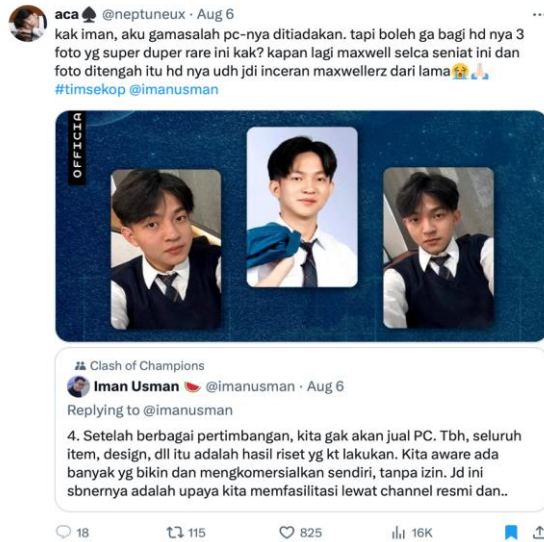 aca♠ @neptuneux · Aug 6
kak iman, aku gamasalah pc-nya ditiadakan. tapi boleh ga bagi hd nya 3
foto yg super duper rare ini kak? kapan lagi maxwell selca seniat ini dan
foto ditengah itu hd nya udh jdi inceran maxwellerz dari lama😭🙏🏻
#timsekop @imanusman
OFFICIA
Clash of Champions
Iman Usman 🍉 @imanusman · Aug 6
Replying to @imanusman
4. Setelah berbagai pertimbangan, kita gak akan jual PC. Tbh, seluruh
item, design, dll itu adalah hasil riset yg kt lakukan. Kita aware ada
banyak yg bikin dan mengkomersialkan sendiri, tanpa izin. Jd ini
sbnernya adalah upaya kita memfasilitasi lewat channel resmi dan..
18 115 825 16K